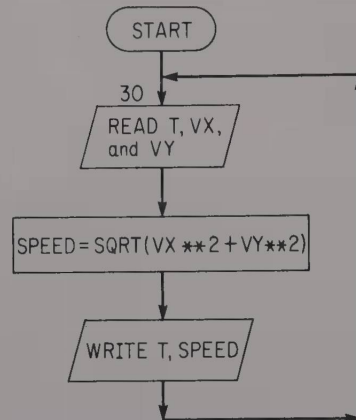 START
30
READ T, VX,
and VY
SPEED = SQRT(VX **2 + VY**2)
WRITE T, SPEED